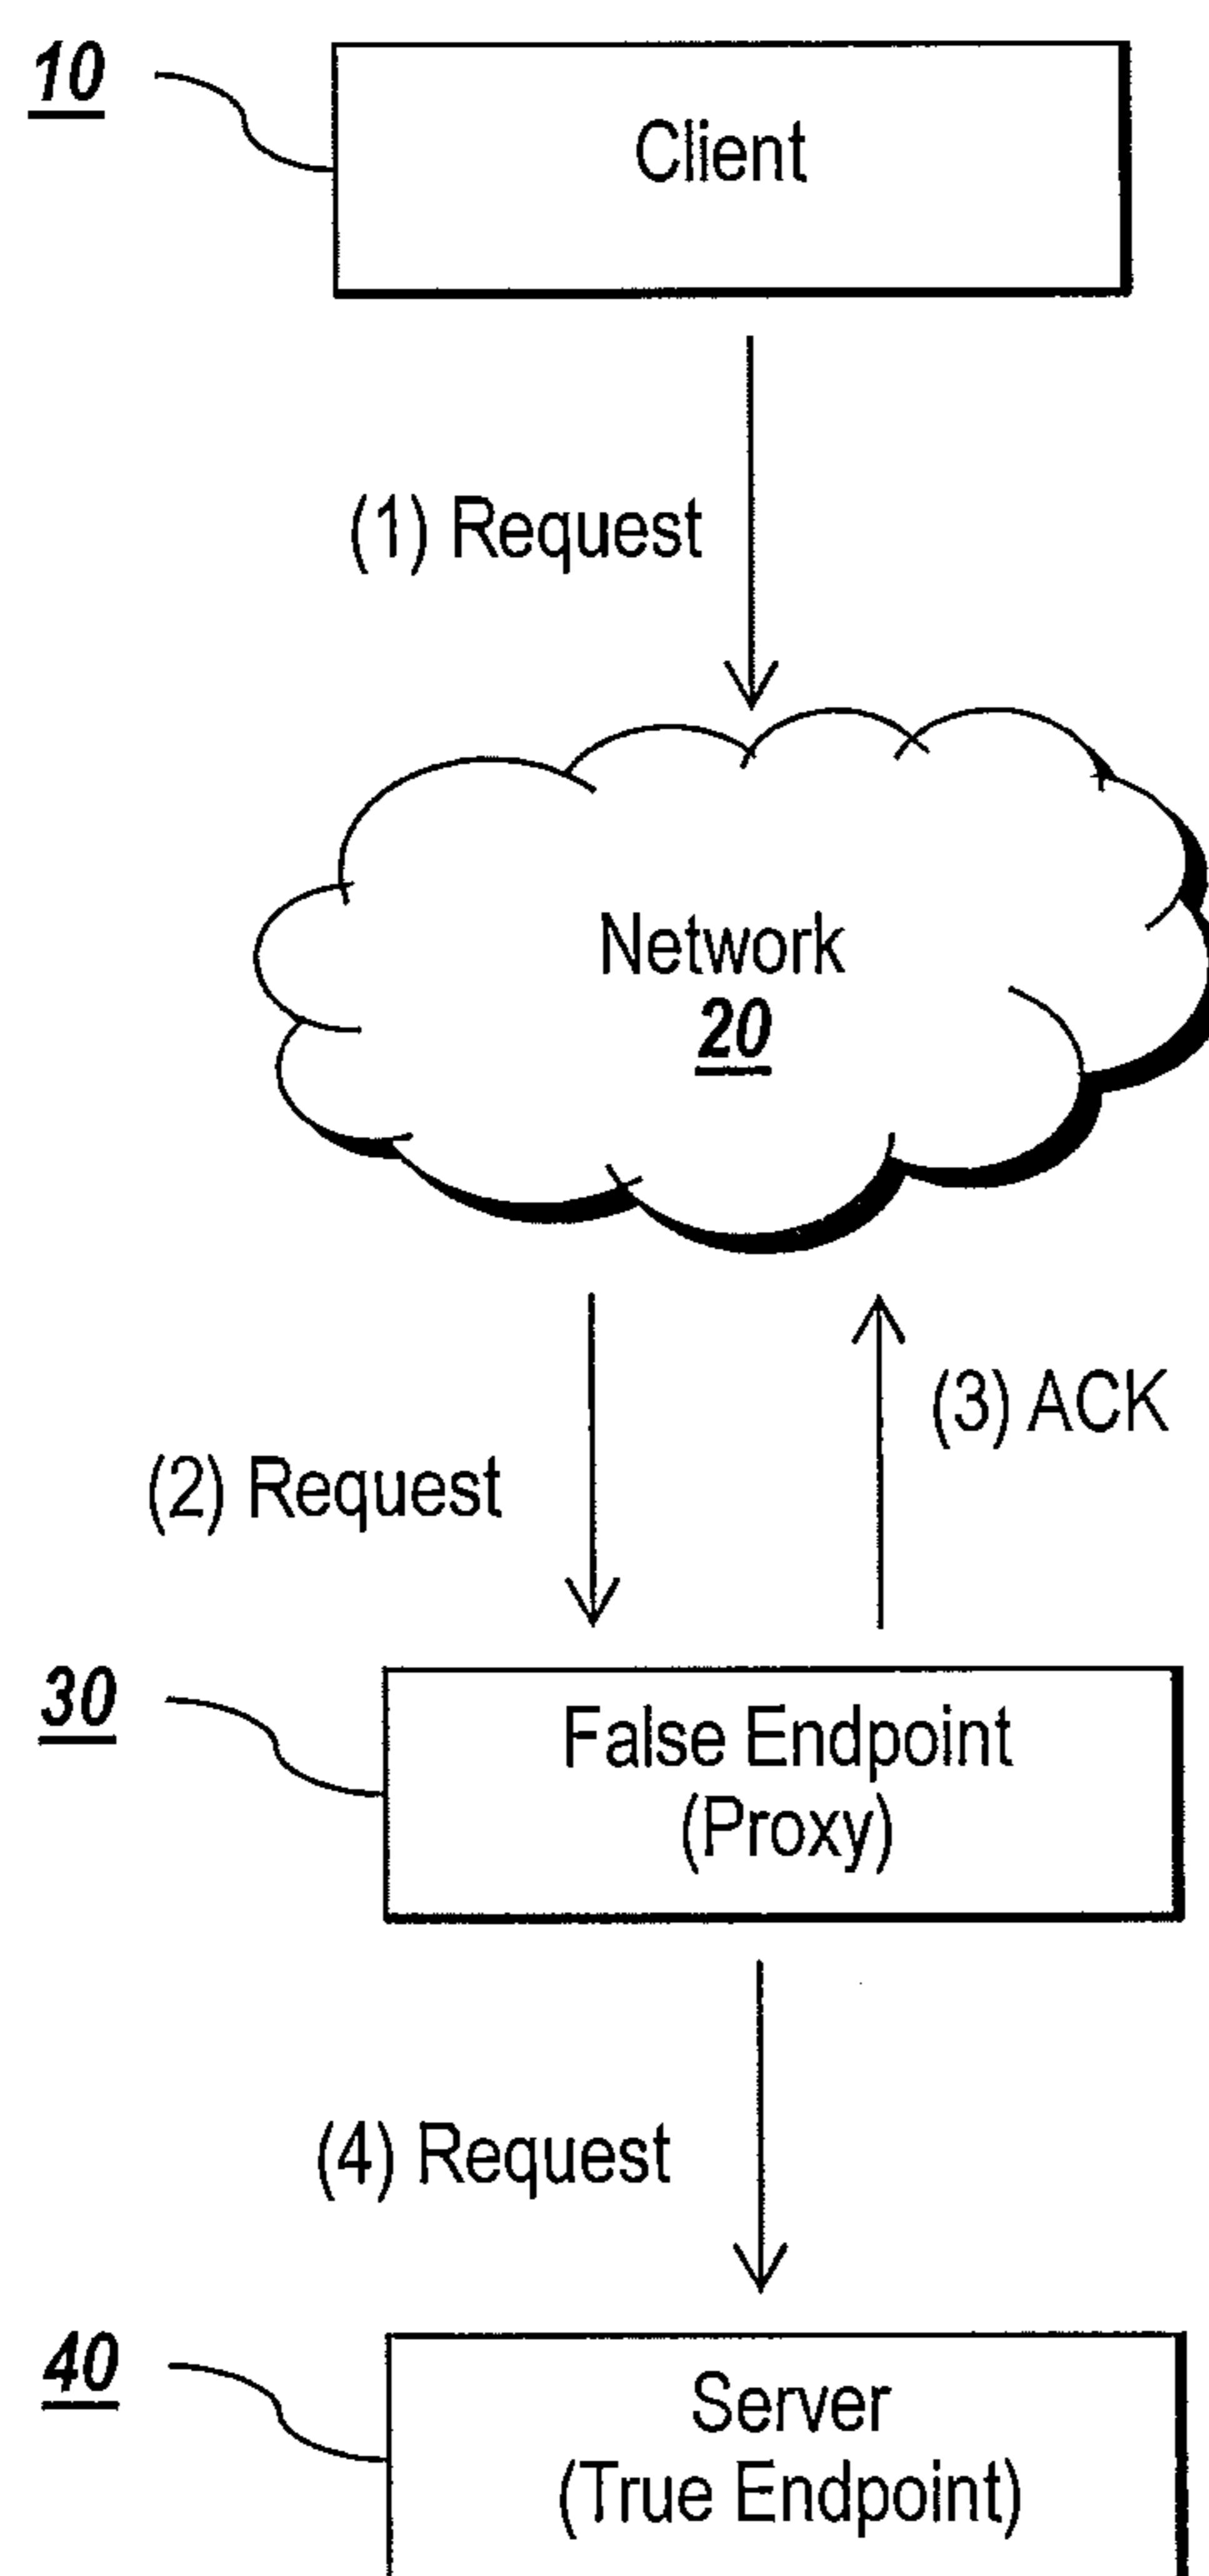 10
Client
(1) Request
Network
20
(3) ACK
(2) Request
30
False Endpoint
(Proxy)
(4) Request
40
Server
(True Endpoint)